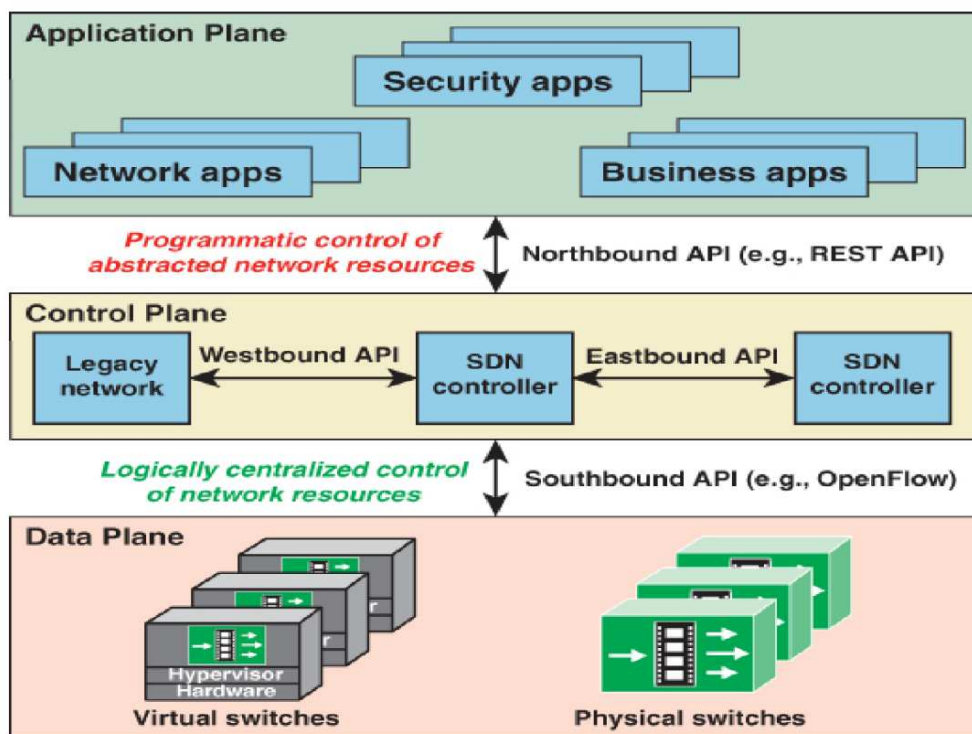 Application Plane
Security apps
Network apps
Business apps
Programmatic control of
abstracted network resources
Northbound API (e.g., REST API)
Control Plane
Legacy
network
Westbound API
SDN
controller
Eastbound API
SDN
controller
Logically centralized control
of network resources
Southbound API (e.g., OpenFlow)
Data Plane
Hypervisor
Hardware
Virtual switches
Physical switches